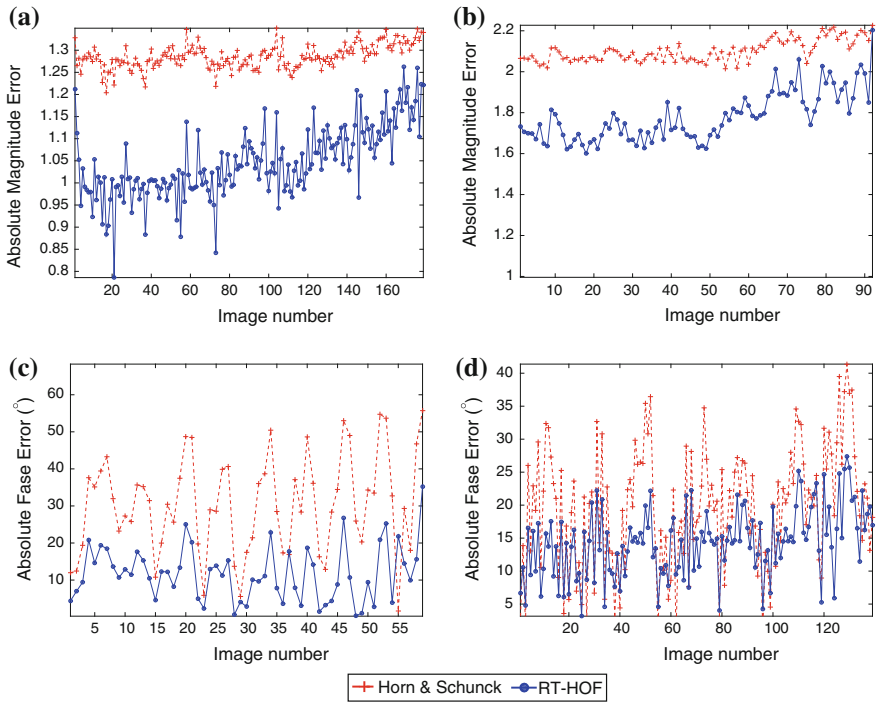 (a)
Absolute Magnitude Error
1.3
1.25
1.2
1.15
1.1
1.05
1
0.95
0.9
0.85
0.8
20 40 60 80 100 120 140 160
Image number
(b)
Absolute Magnitude Error
2.2
2
1.8
1.6
1.4
1.2
1
10 20 30 40 50 60 70 80 90
Image number
(c)
Absolute Fase Error (°)
60
50
40
30
20
10
5 10 15 20 25 30 35 40 45 50 55
Image number
(d)
Absolute Fase Error (°)
40
35
30
25
20
15
10
5
20 40 60 80 100 120
Image number
Horn & Schunck RT-HOF